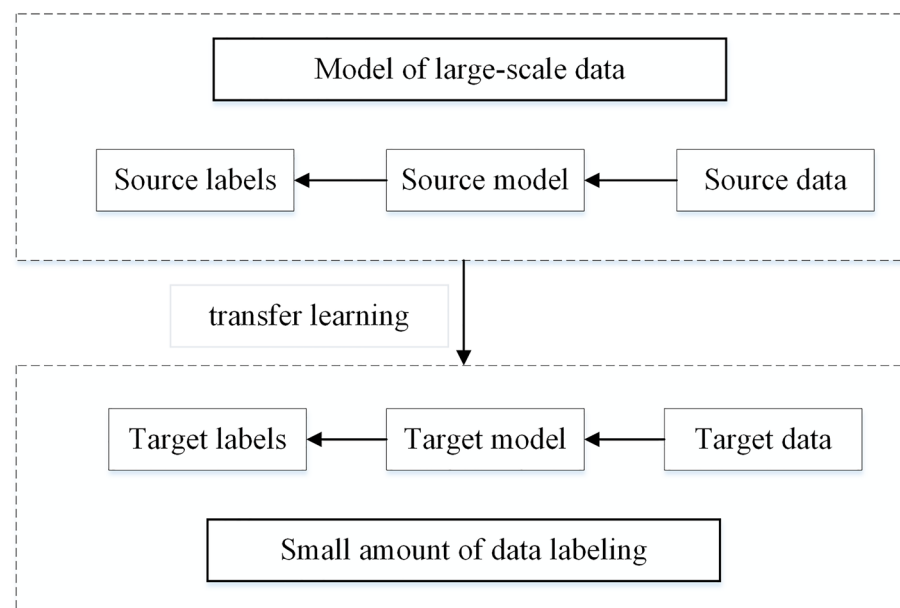 Model of large-scale data
Source labels
Source model
Source data
transfer learning
Target labels
Target model
Target data
Small amount of data labeling